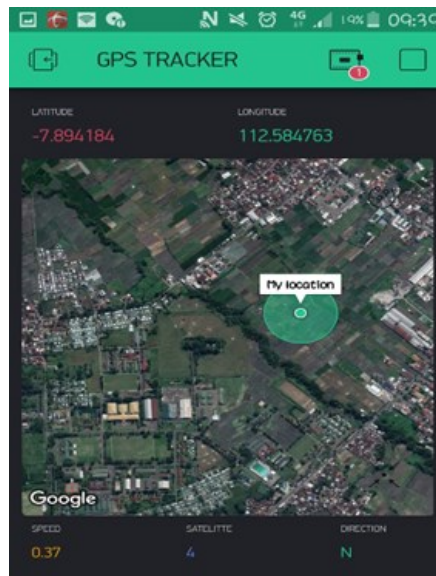 4G 19% 09:39
GPS TRACKER
1
LATITUDE LONGITUDE
-7.894184 112.584763
My location
Google
SPEED SATELITTE DIRECTION
0.37 4 N